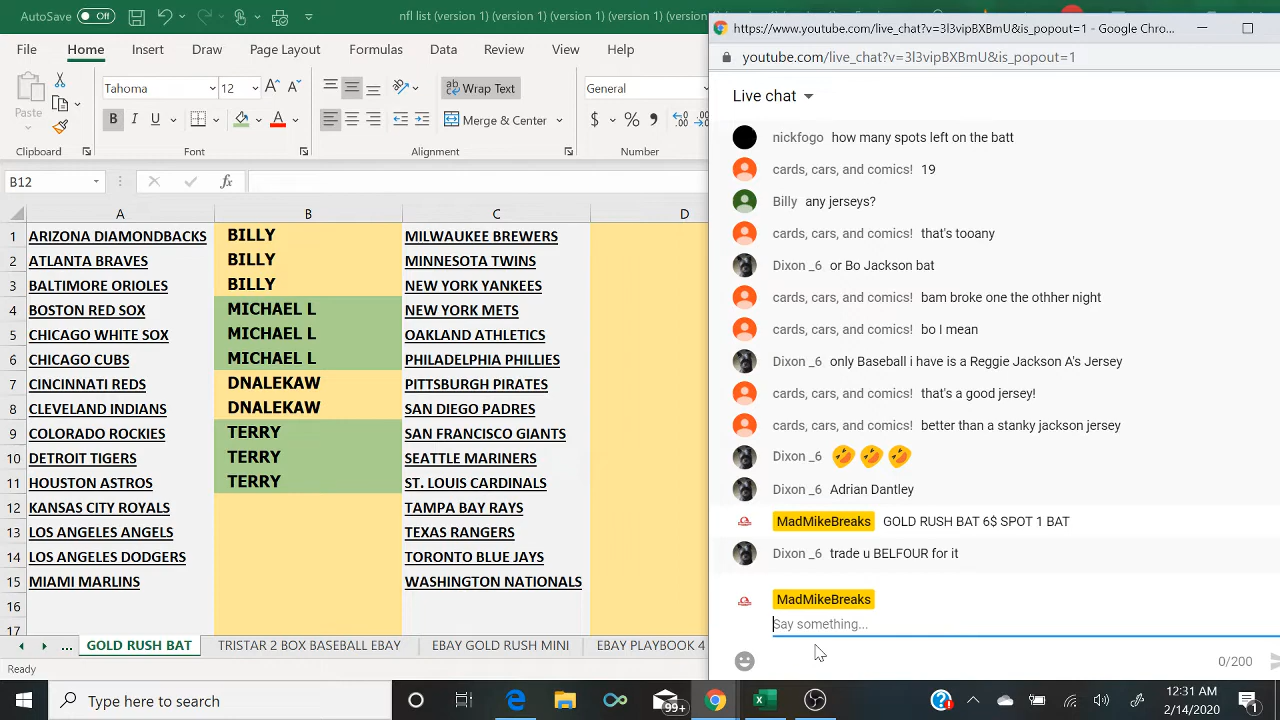 AutoSave Off
nfl list (version 1) (version 1) (version 1) (version 1) (version 1)
File Home Insert Draw Page Layout Formulas Data Review View Help
Paste
Tahoma 12
B I U A
Wrap Text
Merge & Center
General
$ % 9
Clipboard Font Alignment Number
B12 fx
A B C D
1 ARIZONA DIAMONDBACKS BILLY MILWAUKEE BREWERS
2 ATLANTA BRAVES BILLY MINNESOTA TWINS
3 BALTIMORE ORIOLES BILLY NEW YORK YANKEES
4 BOSTON RED SOX MICHAEL L NEW YORK METS
5 CHICAGO WHITE SOX MICHAEL L OAKLAND ATHLETICS
6 CHICAGO CUBS MICHAEL L PHILADELPHIA PHILLIES
7 CINCINNATI REDS DNALEKAW PITTSBURGH PIRATES
8 CLEVELAND INDIANS DNALEKAW SAN DIEGO PADRES
9 COLORADO ROCKIES TERRY SAN FRANCISCO GIANTS
10 DETROIT TIGERS TERRY SEATTLE MARINERS
11 HOUSTON ASTROS TERRY ST. LOUIS CARDINALS
12 KANSAS CITY ROYALS TAMPA BAY RAYS
13 LOS ANGELES ANGELS TEXAS RANGERS
14 LOS ANGELES DODGERS TORONTO BLUE JAYS
15 MIAMI MARLINS WASHINGTON NATIONALS
16
17
... GOLD RUSH BAT TRISTAR 2 BOX BASEBALL EBAY EBAY GOLD RUSH MINI EBAY PLAYBOOK 4
Ready
https://www.youtube.com/live_chat?v=3l3vipBXBmU&is_popout=1 - Google Chro...
youtube.com/live_chat?v=3l3vipBXBmU&is_popout=1
Live chat
nickfogo how many spots left on the batt
cards, cars, and comics! 19
Billy any jerseys?
cards, cars, and comics! that's tooany
Dixon _6 or Bo Jackson bat
cards, cars, and comics! bam broke one the othher night
cards, cars, and comics! bo I mean
Dixon _6 only Baseball i have is a Reggie Jackson A's Jersey
cards, cars, and comics! that's a good jersey!
cards, cars, and comics! better than a stanky jackson jersey
Dixon _6 🤣🤣🤣
Dixon _6 Adrian Dantley
MadMikeBreaks GOLD RUSH BAT 6$ SPOT 1 BAT
Dixon _6 trade u BELFOUR for it
MadMikeBreaks
Say something...
0/200
Type here to search
99+
12:31 AM
2/14/2020
1